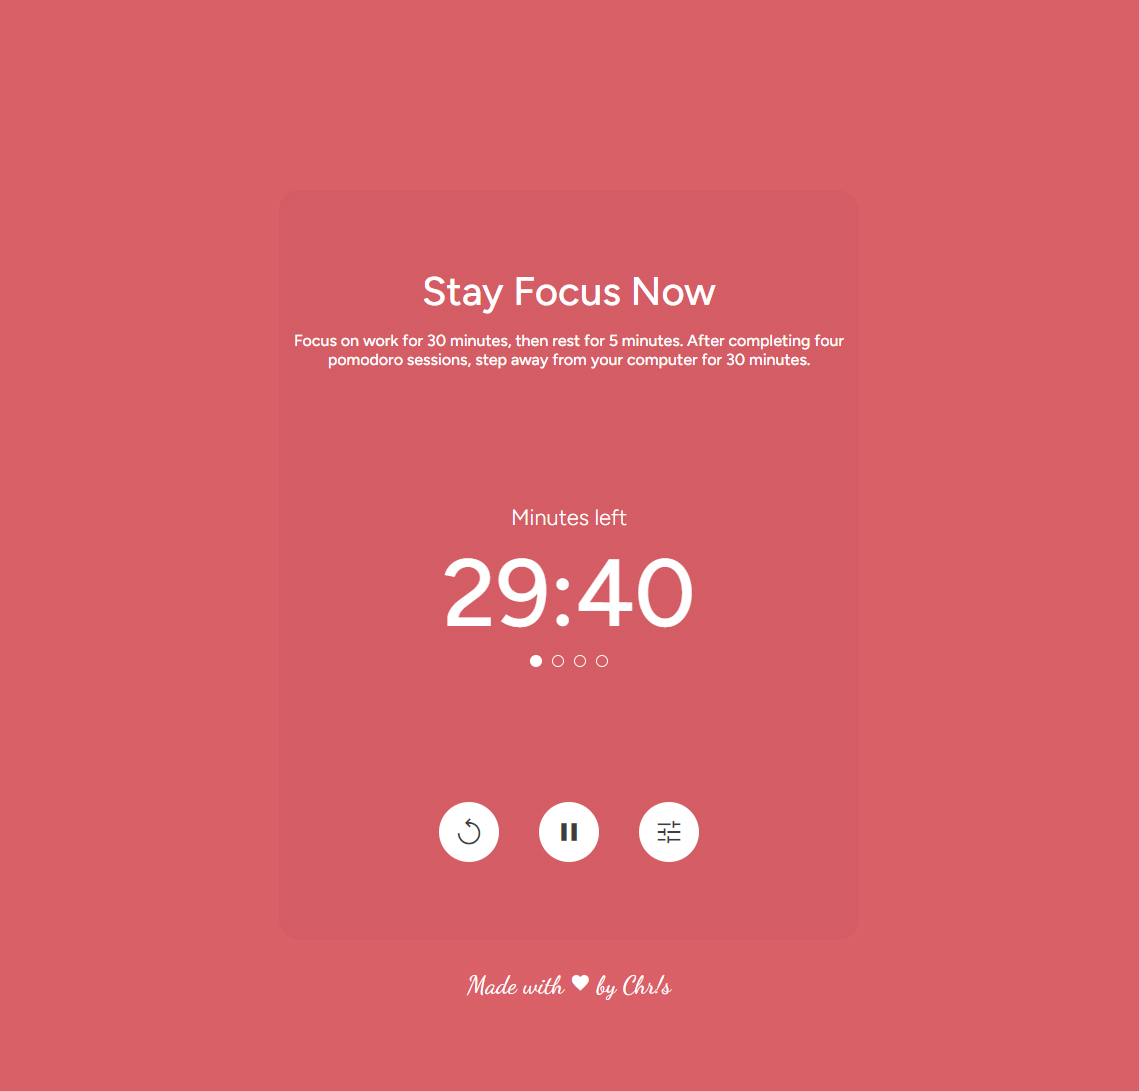 Stay Focus Now
Focus on work for 30 minutes, then rest for 5 minutes. After completing four
pomodoro sessions, step away from your computer for 30 minutes.
Minutes left
29:40
Made with ♥ by Chr!s